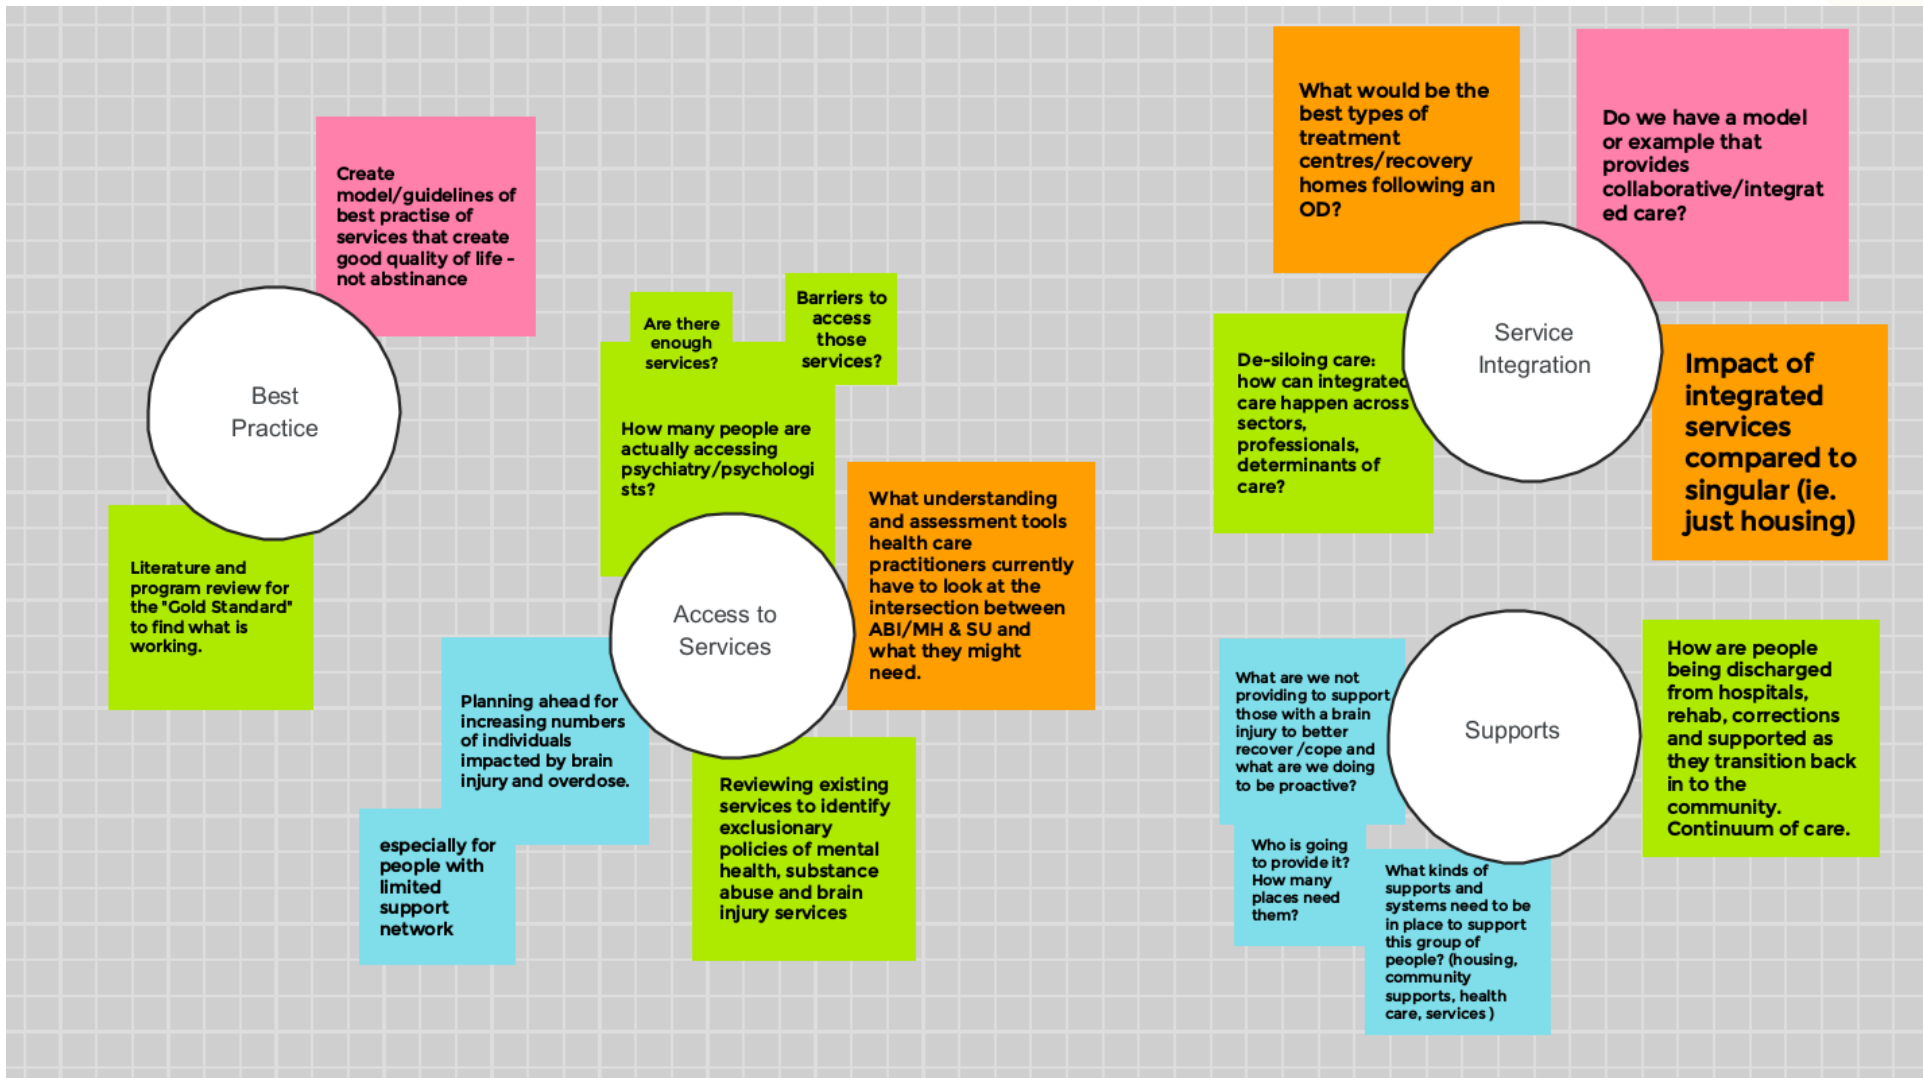 Create
model/guidelines of
best practise of
services that create
good quality of life -
not abstinance
Best
Practice
Literature and
program review for
the "Gold Standard"
to find what is
working.
Are there
enough
services?
Barriers to
access
those
services?
How many people are
actually accessing
psychiatry/psychologi
sts?
What understanding
and assessment tools
health care
practitioners currently
have to look at the
intersection between
ABI/MH & SU and
what they might
need.
Access to
Services
Planning ahead for
increasing numbers
of individuals
impacted by brain
injury and overdose.
especially for
people with
limited
support
network
Reviewing existing
services to identify
exclusionary
policies of mental
health, substance
abuse and brain
injury services
What would be the
best types of
treatment
centres/recovery
homes following an
OD?
Do we have a model
or example that
provides
collaborative/integrat
ed care?
Service
Integration
De-siloing care:
how can integrated
care happen across
sectors,
professionals,
determinants of
care?
Impact of
integrated
services
compared to
singular (ie.
just housing)
What are we not
providing to support
those with a brain
injury to better
recover /cope and
what are we doing
to be proactive?
Supports
How are people
being discharged
from hospitals,
rehab, corrections
and supported as
they transition back
in to the
community.
Continuum of care.
Who is going
to provide it?
How many
places need
them?
What kinds of
supports and
systems need to be
in place to support
this group of
people? (housing,
community
supports, health
care, services )